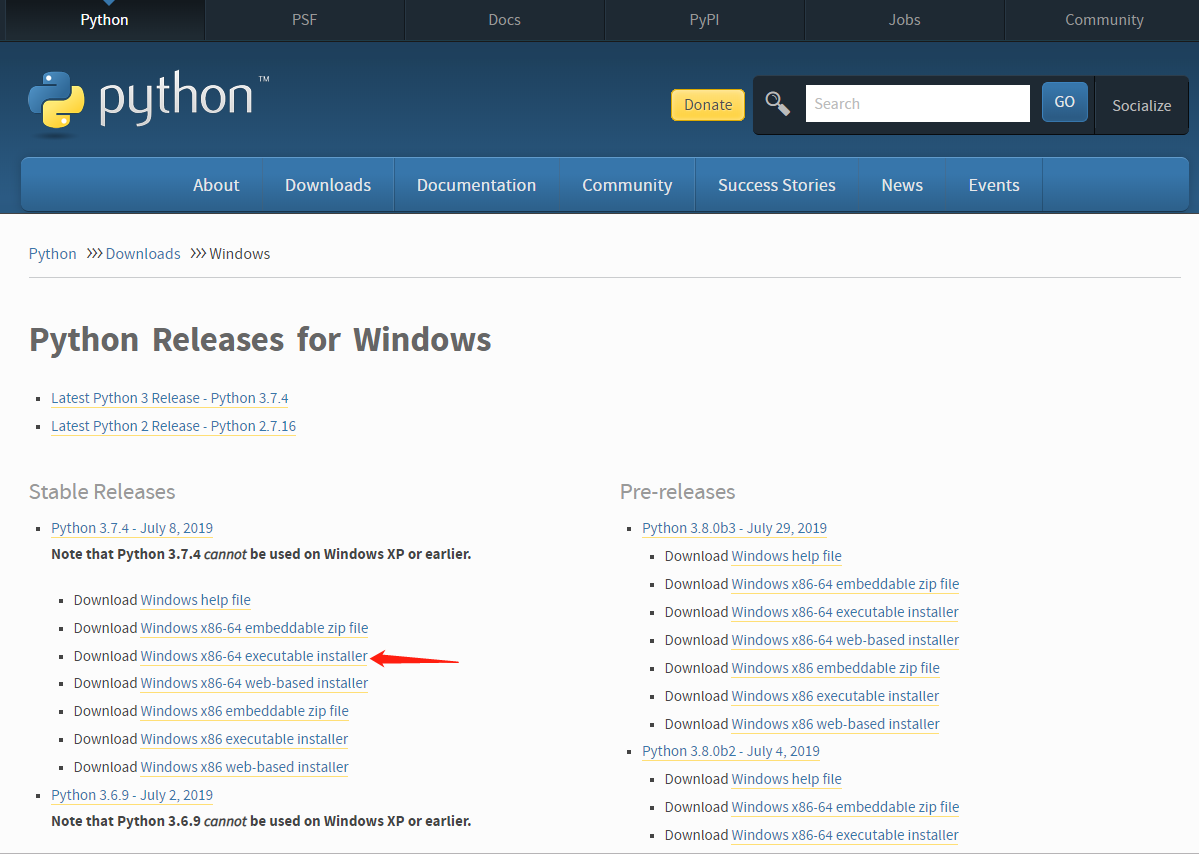 Python PSF Docs PyPI Jobs Community
python™
Donate Search GO Socialize
About Downloads Documentation Community Success Stories News Events
Python >>> Downloads >>> Windows
Python Releases for Windows
Latest Python 3 Release - Python 3.7.4
Latest Python 2 Release - Python 2.7.16
Stable Releases
Python 3.7.4 - July 8, 2019
Note that Python 3.7.4 cannot be used on Windows XP or earlier.
Download Windows help file
Download Windows x86-64 embeddable zip file
Download Windows x86-64 executable installer
Download Windows x86-64 web-based installer
Download Windows x86 embeddable zip file
Download Windows x86 executable installer
Download Windows x86 web-based installer
Python 3.6.9 - July 2, 2019
Note that Python 3.6.9 cannot be used on Windows XP or earlier.
Pre-releases
Python 3.8.0b3 - July 29, 2019
Download Windows help file
Download Windows x86-64 embeddable zip file
Download Windows x86-64 executable installer
Download Windows x86-64 web-based installer
Download Windows x86 embeddable zip file
Download Windows x86 executable installer
Download Windows x86 web-based installer
Python 3.8.0b2 - July 4, 2019
Download Windows help file
Download Windows x86-64 embeddable zip file
Download Windows x86-64 executable installer